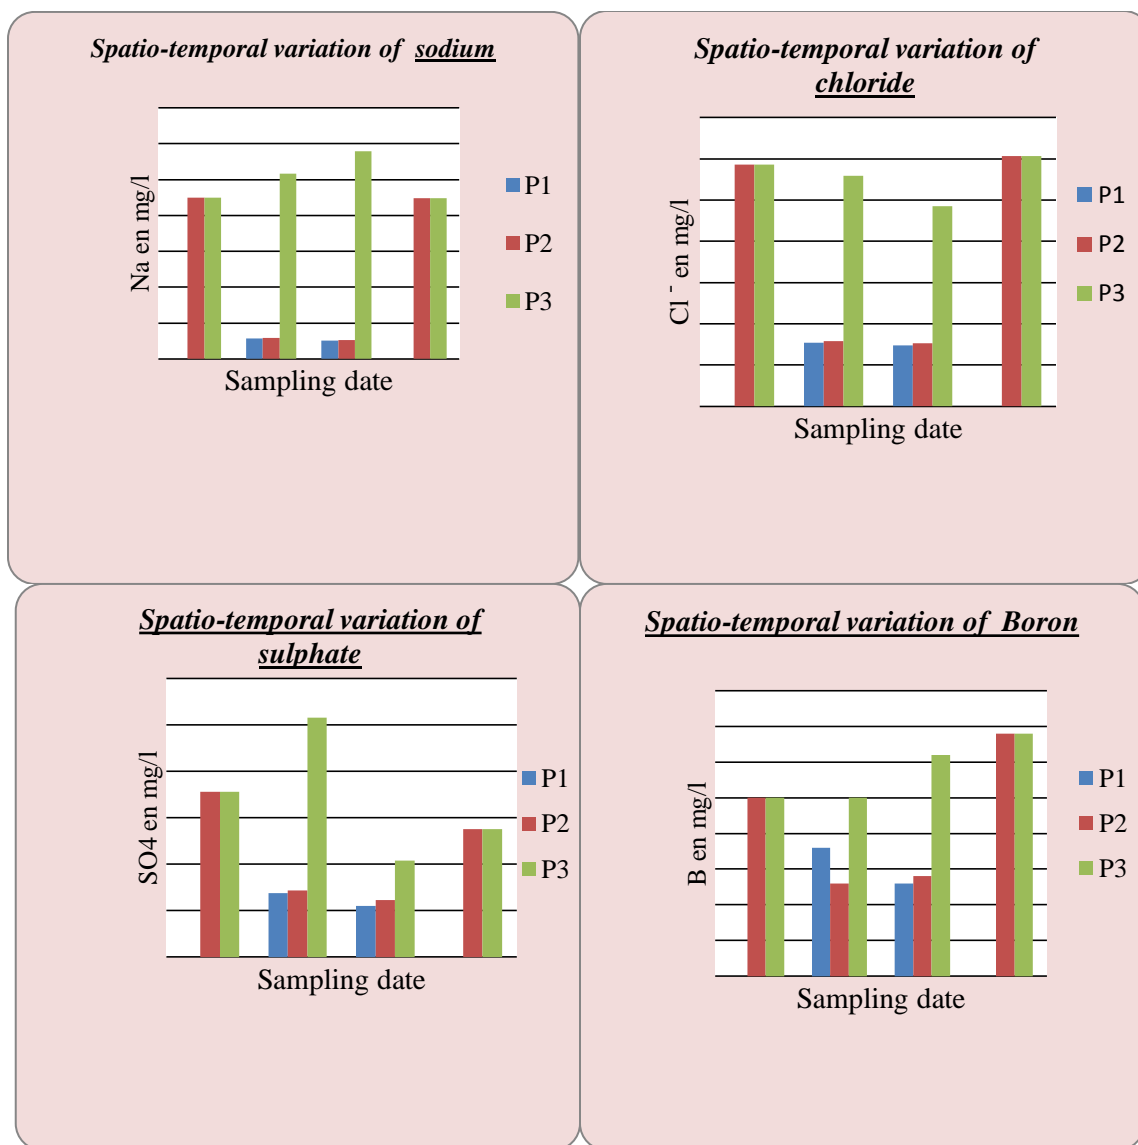 Spatio-temporal variation of sodium
Na en mg/l
P1
P2
P3
Sampling date
Spatio-temporal variation of
chloride
Cl⁻ en mg/l
P1
P2
P3
Sampling date
Spatio-temporal variation of
sulphate
SO4 en mg/l
P1
P2
P3
Sampling date
Spatio-temporal variation of Boron
B en mg/l
P1
P2
P3
Sampling date